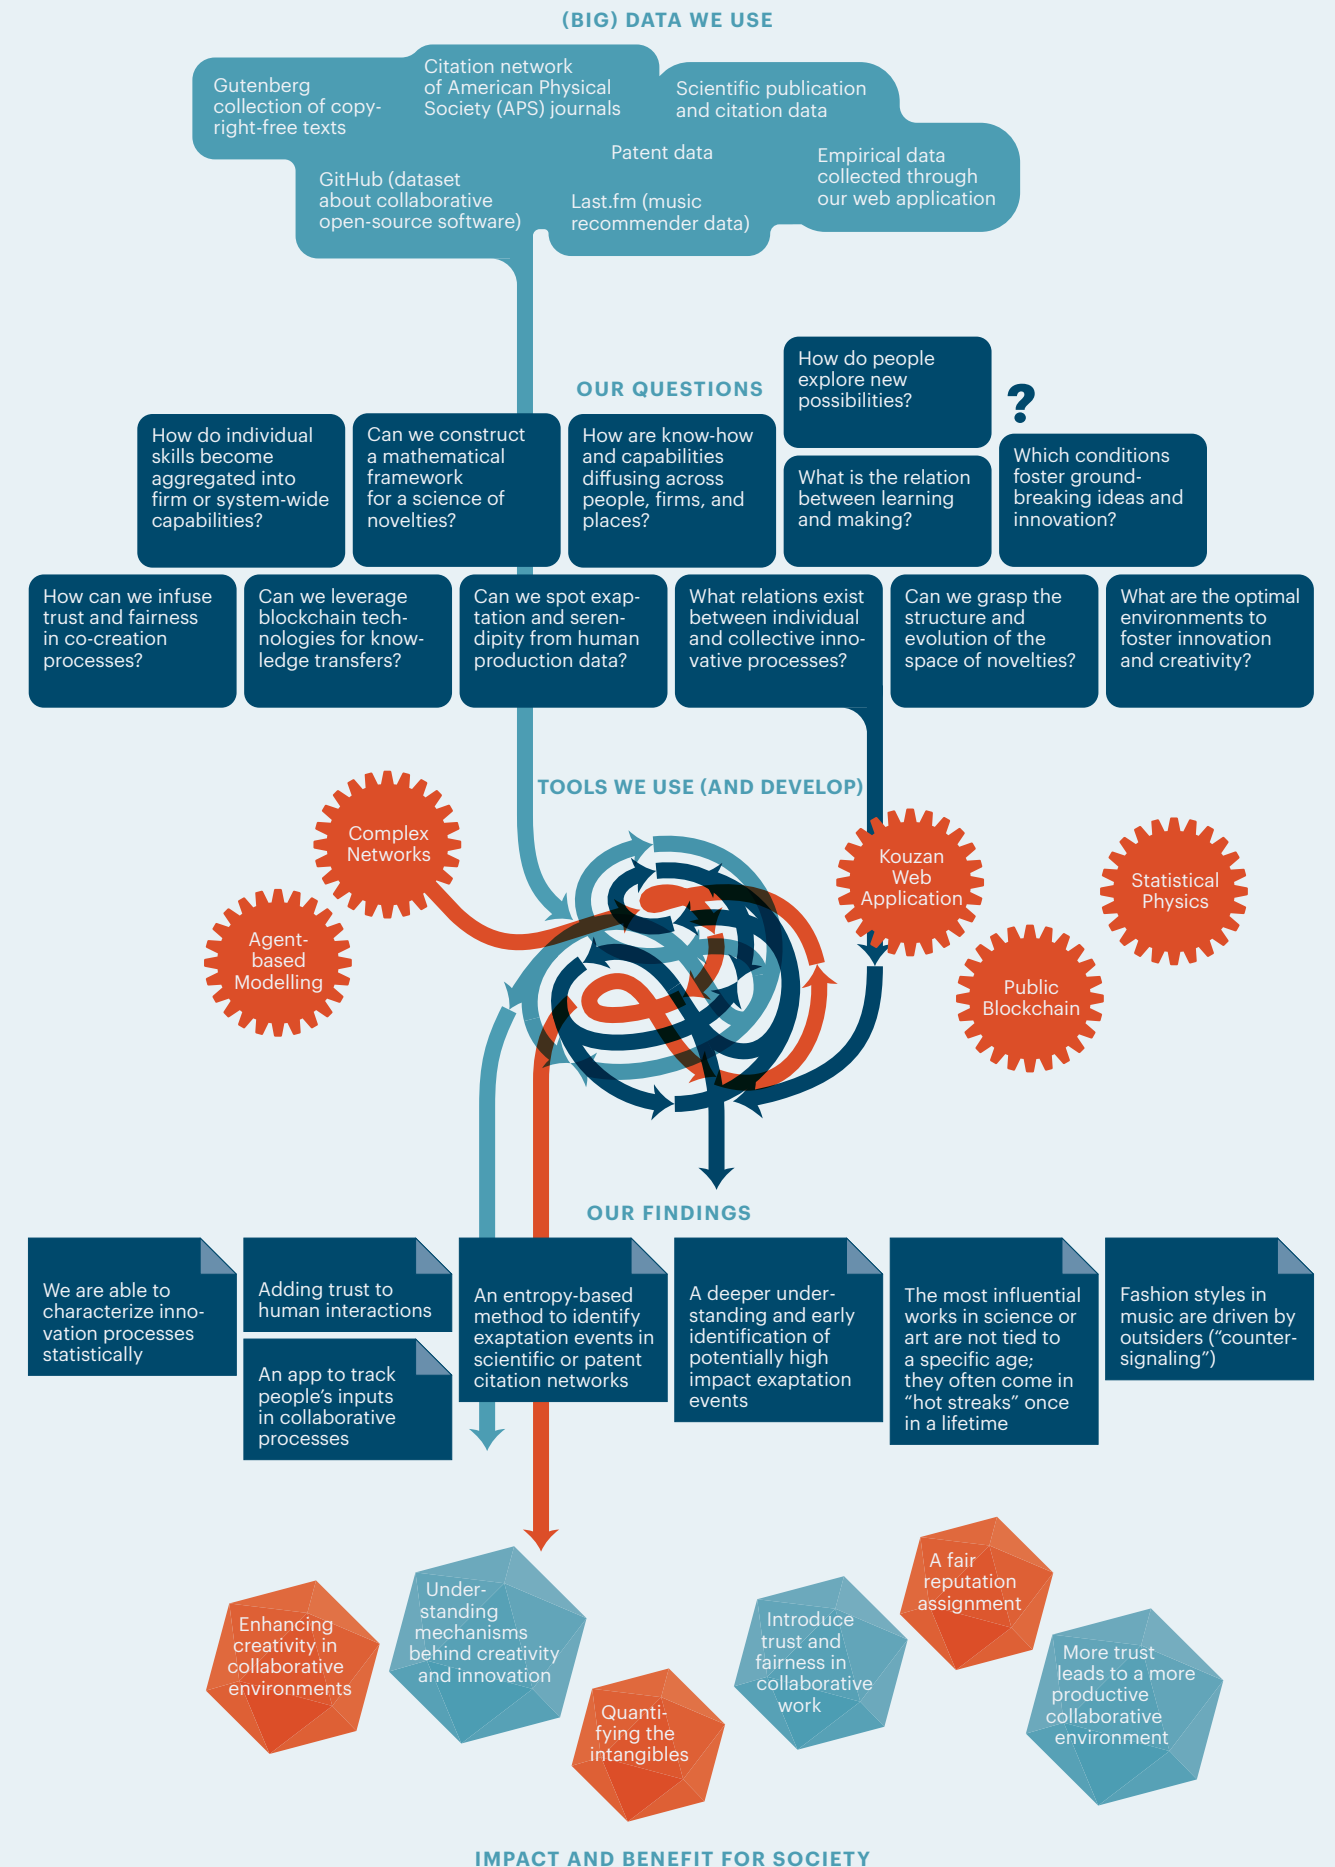 (BIG) DATA WE USE
Gutenberg
collection of copy-
right-free texts
Citation network
of American Physical
Society (APS) journals
Scientific publication
and citation data
Patent data
Empirical data
collected through
our web application
GitHub (dataset
about collaborative
open-source software)
Last.fm (music
recommender data)
OUR QUESTIONS
How do people
explore new
possibilities?
?
How do individual
skills become
aggregated into
firm or system-wide
capabilities?
Can we construct
a mathematical
framework
for a science of
novelties?
How are know-how
and capabilities
diffusing across
people, firms, and
places?
What is the relation
between learning
and making?
Which conditions
foster ground-
breaking ideas and
innovation?
How can we infuse
trust and fairness
in co-creation
processes?
Can we leverage
blockchain tech-
nologies for know-
ledge transfers?
Can we spot exap-
tation and seren-
dipity from human
production data?
What relations exist
between individual
and collective inno-
vative processes?
Can we grasp the
structure and
evolution of the
space of novelties?
What are the optimal
environments to
foster innovation
and creativity?
TOOLS WE USE (AND DEVELOP)
Complex
Networks
Agent-
based
Modelling
Kouzan
Web
Application
Statistical
Physics
Public
Blockchain
OUR FINDINGS
We are able to
characterize inno-
vation processes
statistically
Adding trust to
human interactions
An app to track
people’s inputs
in collaborative
processes
An entropy-based
method to identify
exaptation events in
scientific or patent
citation networks
A deeper under-
standing and early
identification of
potentially high
impact exaptation
events
The most influential
works in science or
art are not tied to
a specific age;
they often come in
“hot streaks” once
in a lifetime
Fashion styles in
music are driven by
outsiders (“counter-
signaling”)
Enhancing
creativity in
collaborative
environments
Under-
standing
mechanisms
behind creativity
and innovation
Quanti-
fying the
intangibles
Introduce
trust and
fairness in
collaborative
work
A fair
reputation
assignment
More trust
leads to a more
productive
collaborative
environment
IMPACT AND BENEFIT FOR SOCIETY